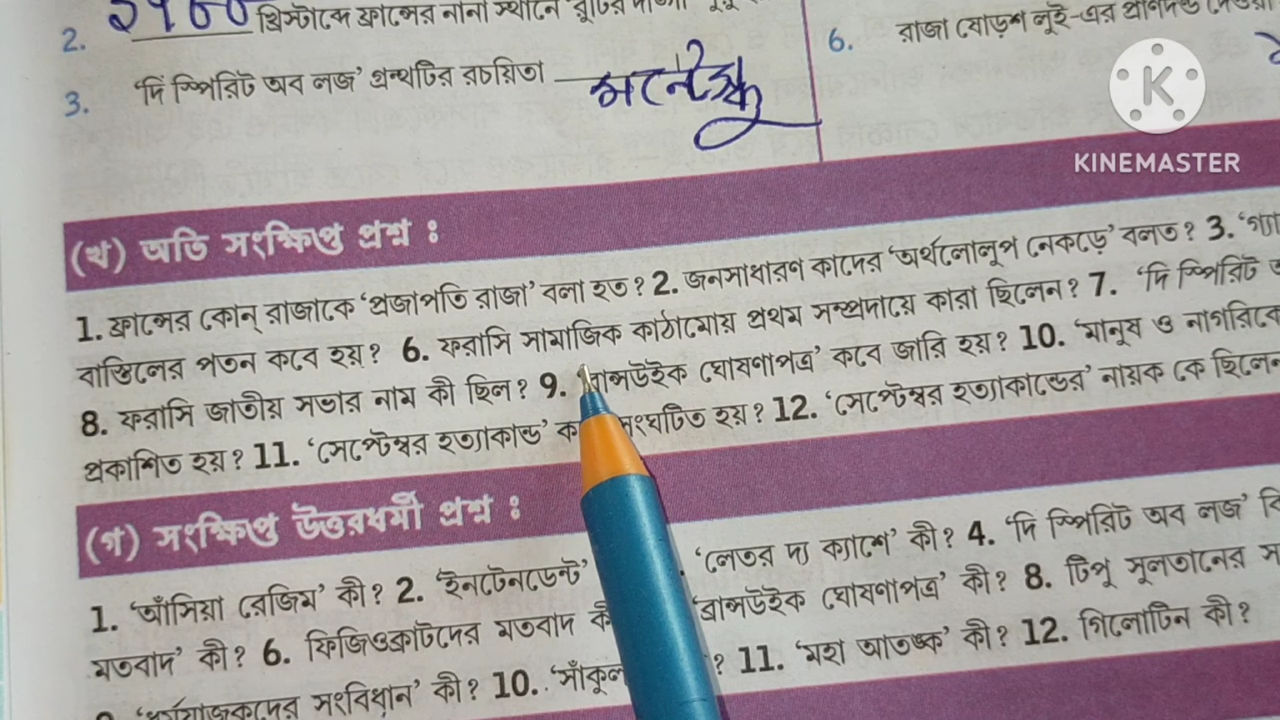 2. 1788 খ্রিস্টাব্দে ফ্রান্সের নানা স্থানে রুটির দাঙ্গা
3. 'দি স্পিরিট অব লজ' গ্রন্থটির রচয়িতা মন্টেস্কু
6. রাজা ষোড়শ লুই-এর প্রাণদণ্ড দেওয়া
K
KINEMASTER
(খ) অতি সংক্ষিপ্ত প্রশ্ন :
1. ফ্রান্সের কোন্ রাজাকে 'প্রজাপতি রাজা' বলা হত? 2. জনসাধারণ কাদের 'অর্থলোলুপ নেকড়ে' বলত? 3.
বাস্তিলের পতন কবে হয়? 6. ফরাসি সামাজিক কাঠামোয় প্রথম সম্প্রদায়ে কারা ছিলেন? 7. 'দি স্পিরিট
8. ফরাসি জাতীয় সভার নাম কী ছিল? 9. ব্রান্সউইক ঘোষণাপত্র' কবে জারি হয়? 10. 'মানুষ ও নাগরিকের
প্রকাশিত হয়? 11. 'সেপ্টেম্বর হত্যাকান্ড' সংঘটিত হয়? 12. 'সেপ্টেম্বর হত্যাকান্ডের' নায়ক কে ছিলেন
(গ) সংক্ষিপ্ত উত্তরধর্মী প্রশ্ন :
1. 'আঁসিয়া রেজিম' কী? 2. 'ইনটেনডেন্ট' 'লেতর দ্য ক্যাশে' কী? 4. 'দি স্পিরিট অব লজ'
মতবাদ' কী? 6. ফিজিওক্রাটদের মতবাদ কী 'ব্রান্সউইক ঘোষণাপত্র' কী? 8. টিপু সুলতানের
'ধর্মযাজকদের সংবিধান' কী? 10. 'সাঁকুল ? 11. 'মহা আতঙ্ক' কী? 12. গিলোটিন কী?